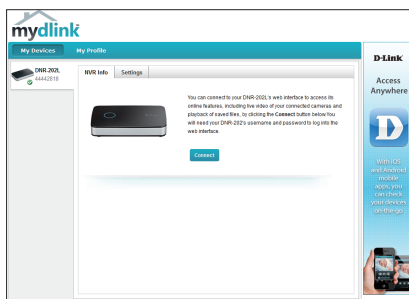 mydlink
My Devices My Profile
DNR-202L
44442818
NVR Info Settings
You can connect to your DNR-202L's web interface to access its
online features, including live video of your connected cameras and
playback of saved files, by clicking the Connect button below.You
will need your DNR-202's username and password to log into the
web interface.
Connect
D-Link
Access
Anywhere
D
With iOS
and Android
mobile
apps, you
can check
your devices
on-the-go